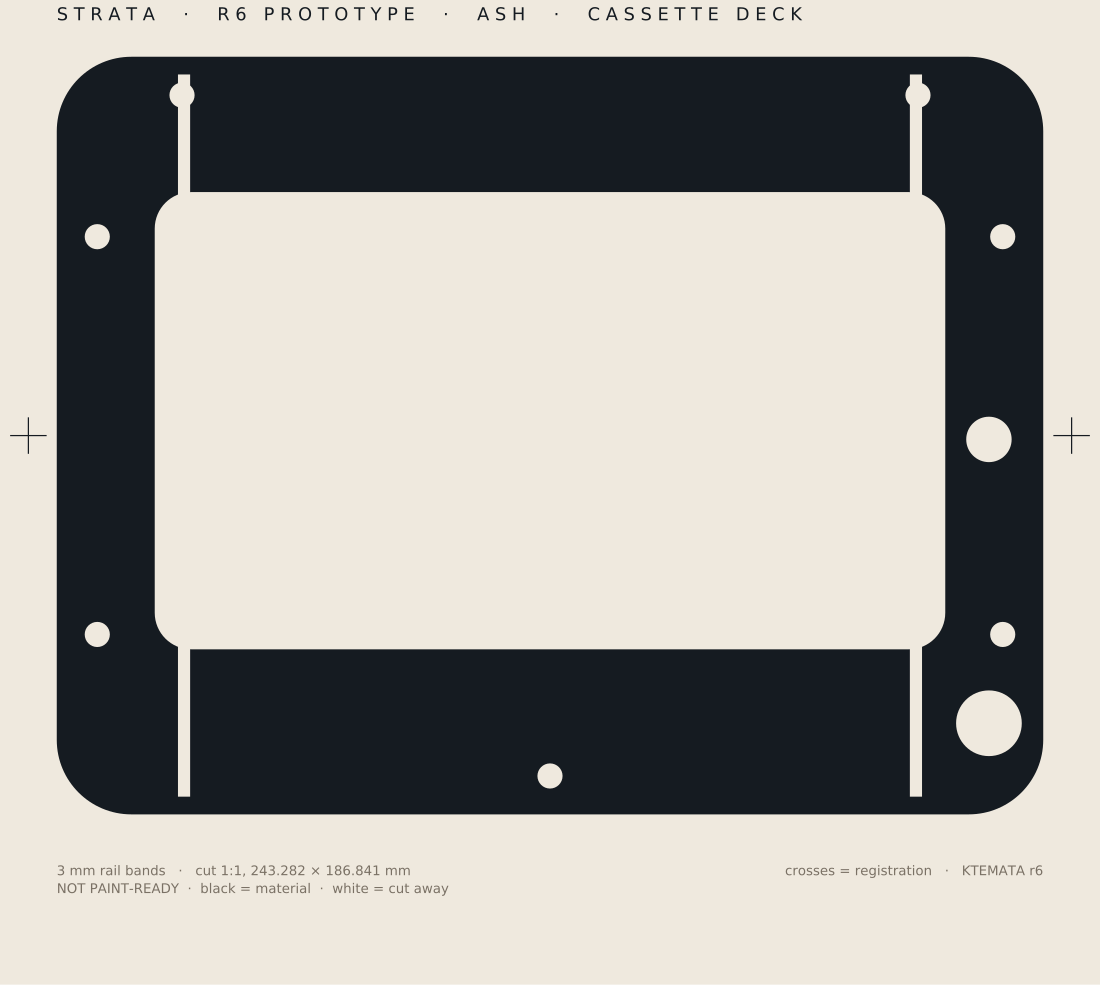 STRATA · R6 PROTOTYPE · ASH · CASSETTE DECK
3 mm rail bands · cut 1:1, 243.282 × 186.841 mm
NOT PAINT-READY · black = material · white = cut away
crosses = registration · KTEMATA r6